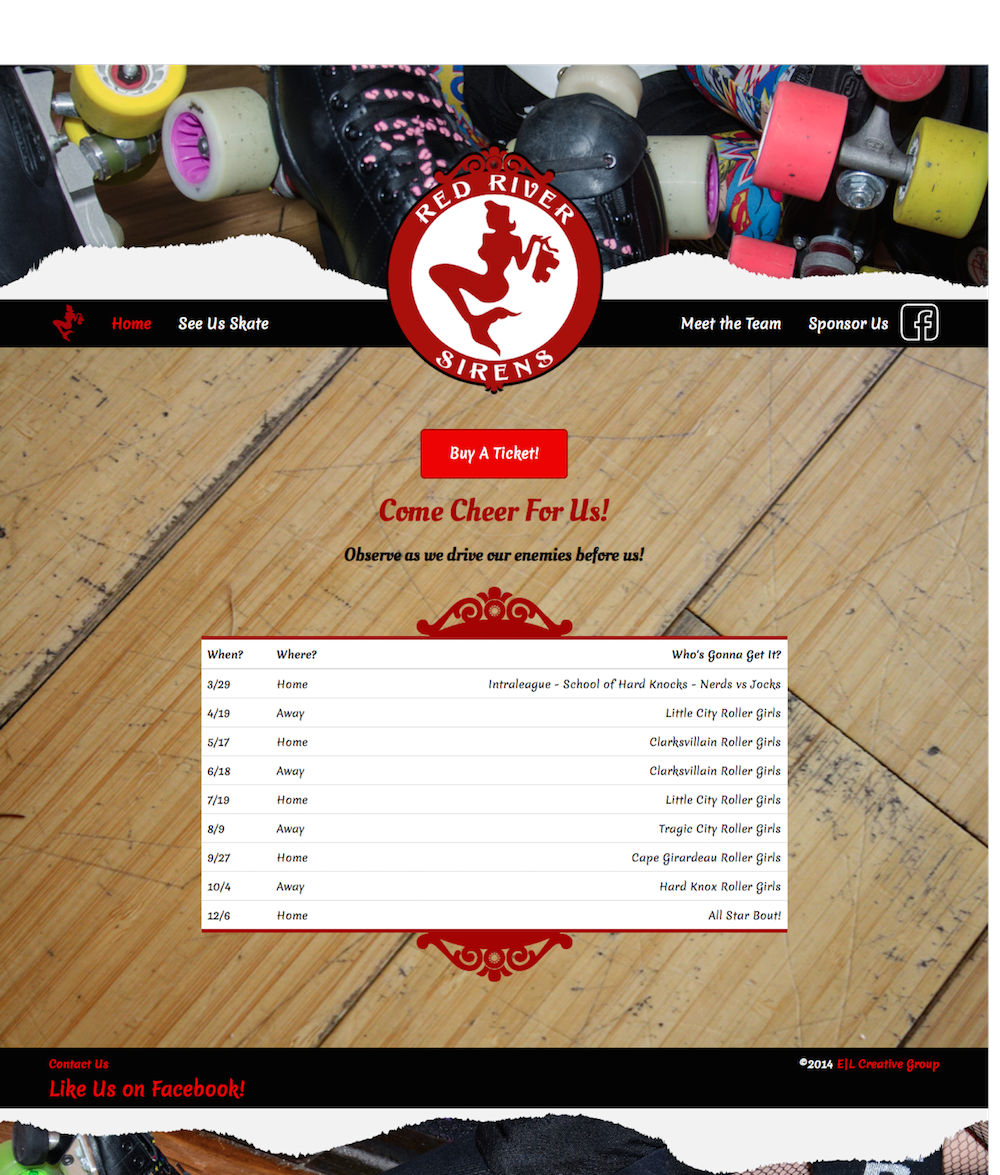 RED RIVER
SIRENS
Home See Us Skate Meet the Team Sponsor Us
Buy A Ticket!
Come Cheer For Us!
Observe as we drive our enemies before us!
When? Where? Who's Gonna Get It?
3/29 Home Intraleague - School of Hard Knocks - Nerds vs Jocks
4/19 Away Little City Roller Girls
5/17 Home Clarksvillain Roller Girls
6/18 Away Clarksvillain Roller Girls
7/19 Home Little City Roller Girls
8/9 Away Tragic City Roller Girls
9/27 Home Cape Girardeau Roller Girls
10/4 Away Hard Knox Roller Girls
12/6 Home All Star Bout!
Contact Us ©2014 E|L Creative Group
Like Us on Facebook!